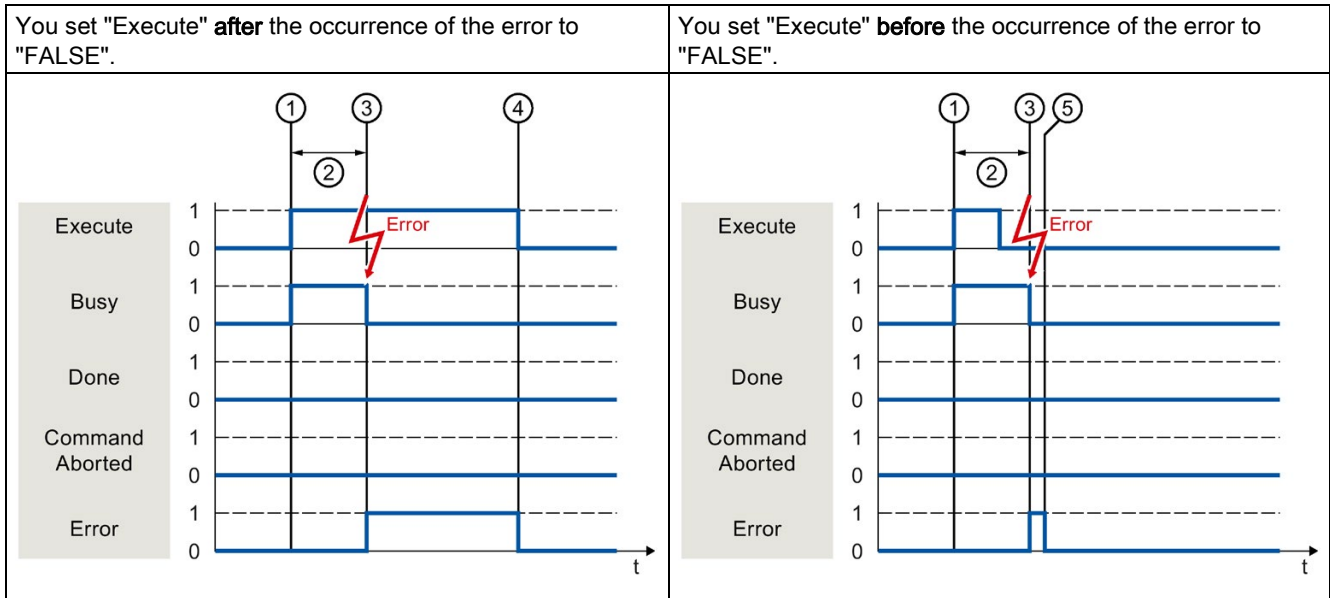 You set "Execute" after the occurrence of the error to
"FALSE".
1
3
4
2
Execute
1
0
Error
Busy
1
0
Done
1
0
Command
Aborted
1
0
Error
1
0
t
You set "Execute" before the occurrence of the error to
"FALSE".
1
3
5
2
Execute
1
0
Error
Busy
1
0
Done
1
0
Command
Aborted
1
0
Error
1
0
t